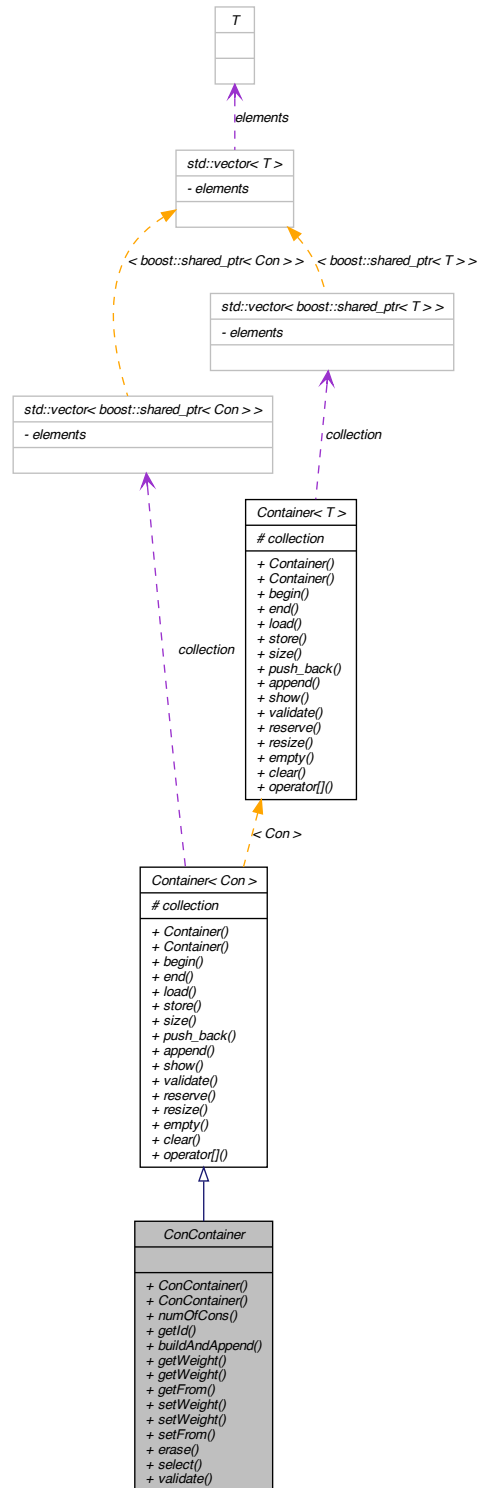 T
elements
std::vector< T >
- elements
< boost::shared_ptr< Con > >
< boost::shared_ptr< T > >
std::vector< boost::shared_ptr< T > >
- elements
std::vector< boost::shared_ptr< Con > >
- elements
collection
Container< T >
# collection
+ Container()
+ Container()
+ begin()
+ end()
+ load()
+ store()
+ size()
+ push_back()
+ append()
+ show()
+ validate()
+ reserve()
+ resize()
+ empty()
+ clear()
+ operator[]()
collection
< Con >
Container< Con >
# collection
+ Container()
+ Container()
+ begin()
+ end()
+ load()
+ store()
+ size()
+ push_back()
+ append()
+ show()
+ validate()
+ reserve()
+ resize()
+ empty()
+ clear()
+ operator[]()
ConContainer
+ ConContainer()
+ ConContainer()
+ numOfCons()
+ getId()
+ buildAndAppend()
+ getWeight()
+ getWeight()
+ getFrom()
+ setWeight()
+ setWeight()
+ setFrom()
+ erase()
+ select()
+ validate()